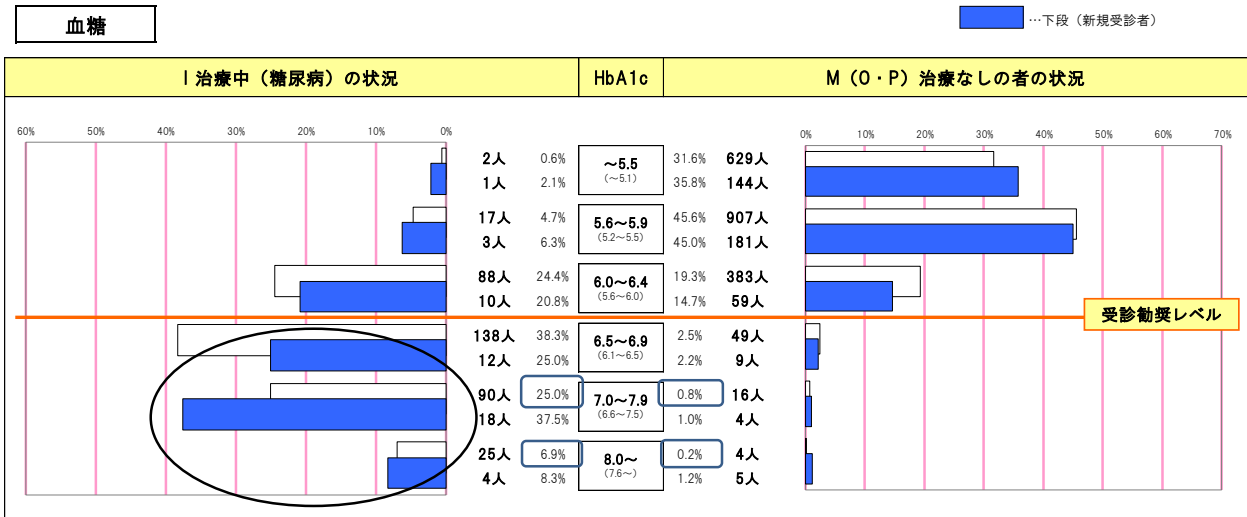 血糖
…下段（新規受診者）
I 治療中（糖尿病）の状況 HbA1c M（O・P）治療なしの者の状況
60% 50% 40% 30% 20% 10% 0% 0% 10% 20% 30% 40% 50% 60% 70%
2人 0.6% ～5.5 31.6% 629人
1人 2.1% (～5.1) 35.8% 144人
17人 4.7% 5.6～5.9 45.6% 907人
3人 6.3% (5.2～5.5) 45.0% 181人
88人 24.4% 6.0～6.4 19.3% 383人
10人 20.8% (5.6～6.0) 14.7% 59人
受診勧奨レベル
138人 38.3% 6.5～6.9 2.5% 49人
12人 25.0% (6.1～6.5) 2.2% 9人
90人 25.0% 7.0～7.9 0.8% 16人
18人 37.5% (6.6～7.5) 1.0% 4人
25人 6.9% 8.0～ 0.2% 4人
4人 8.3% (7.6～) 1.2% 5人